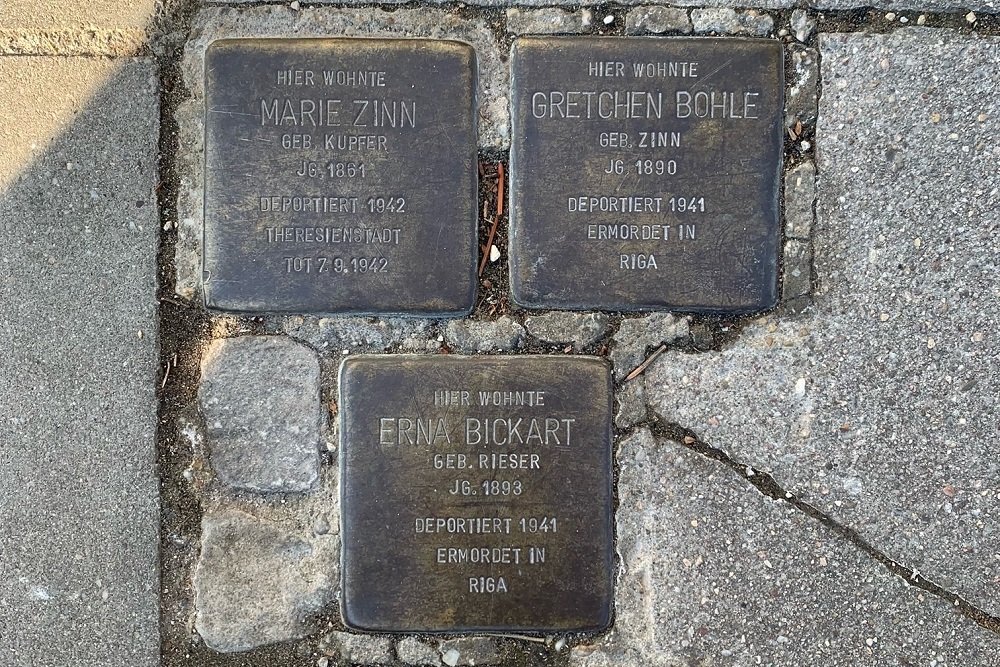 HIER WOHNTE
MARIE ZINN
GEB. KUPFER
JG. 1861
DEPORTIERT 1942
THERESIENSTADT
TOT 7.9.1942
HIER WOHNTE
GRETCHEN BOHLE
GEB. ZINN
JG. 1890
DEPORTIERT 1941
ERMORDET IN
RIGA
HIER WOHNTE
ERNA BICKART
GEB. RIESER
JG. 1893
DEPORTIERT 1941
ERMORDET IN
RIGA